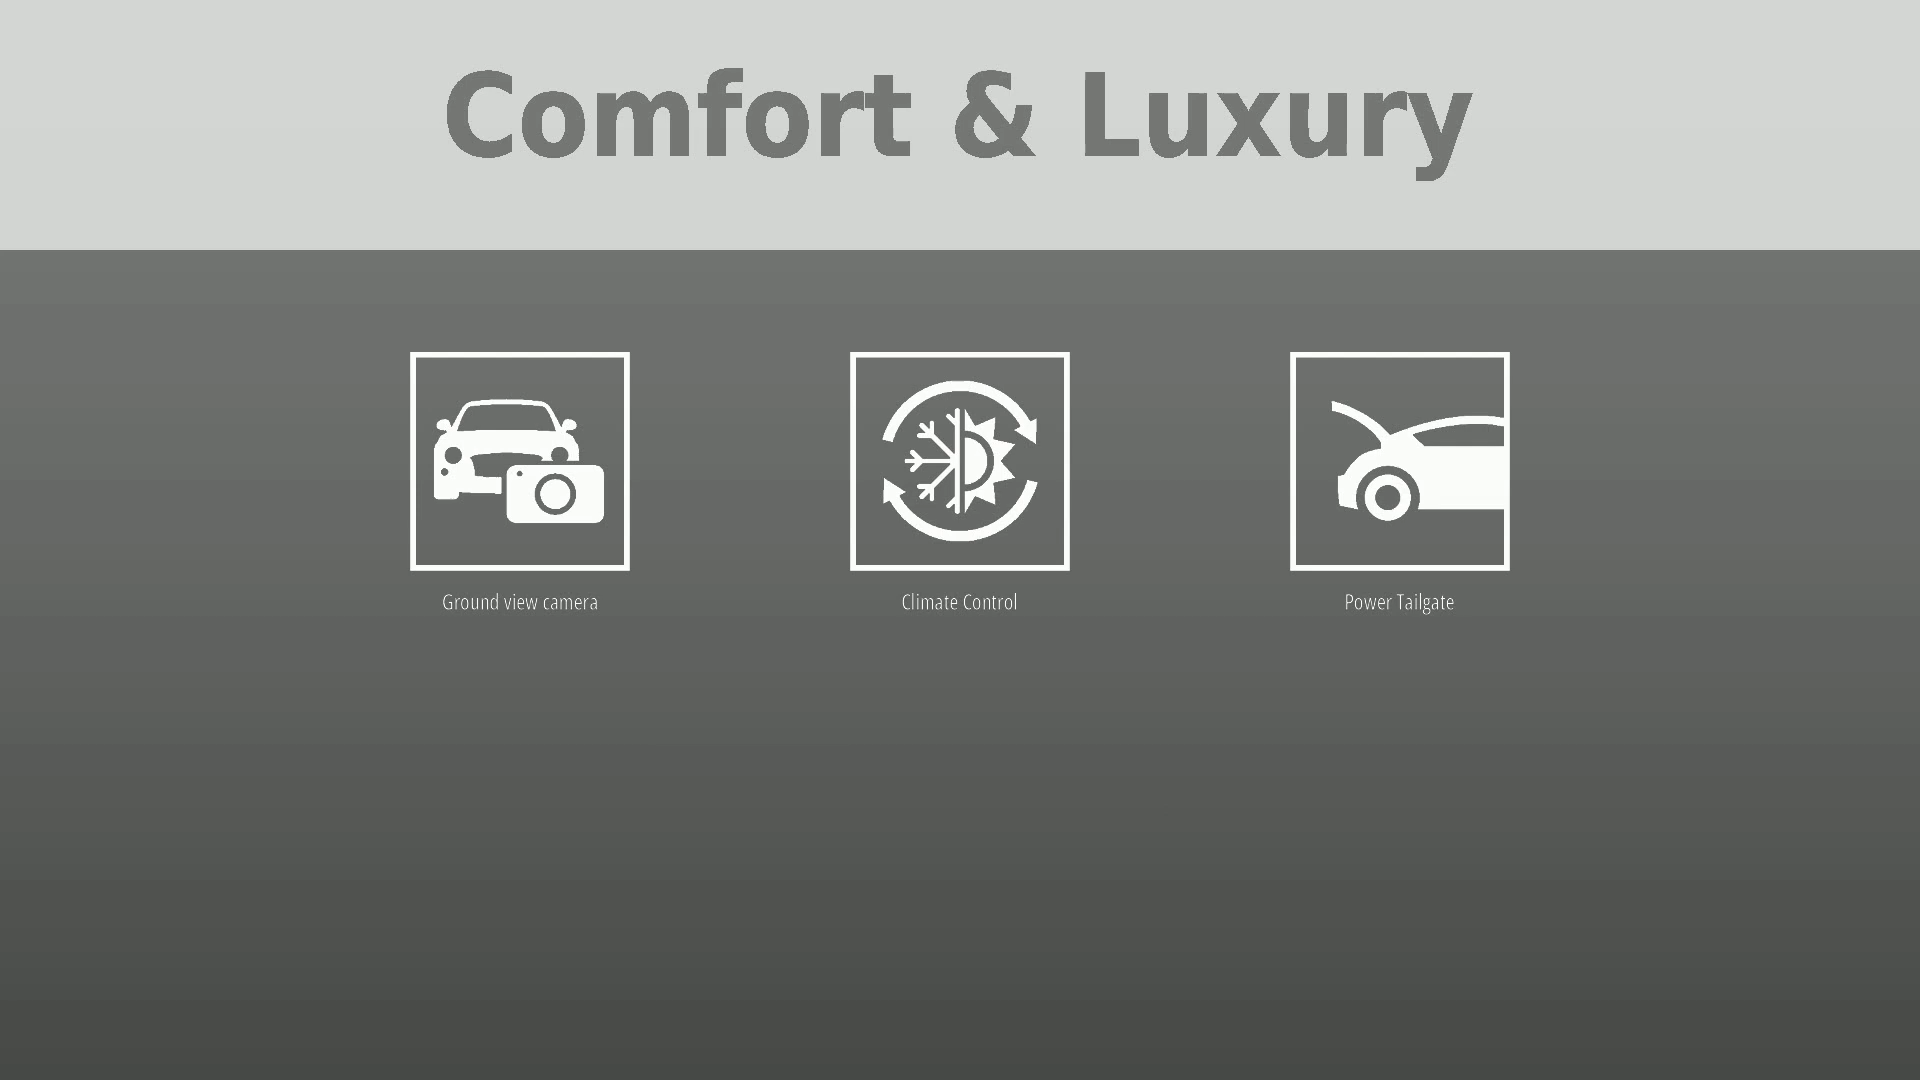 Comfort & Luxury
Ground view camera
Climate Control
Power Tailgate